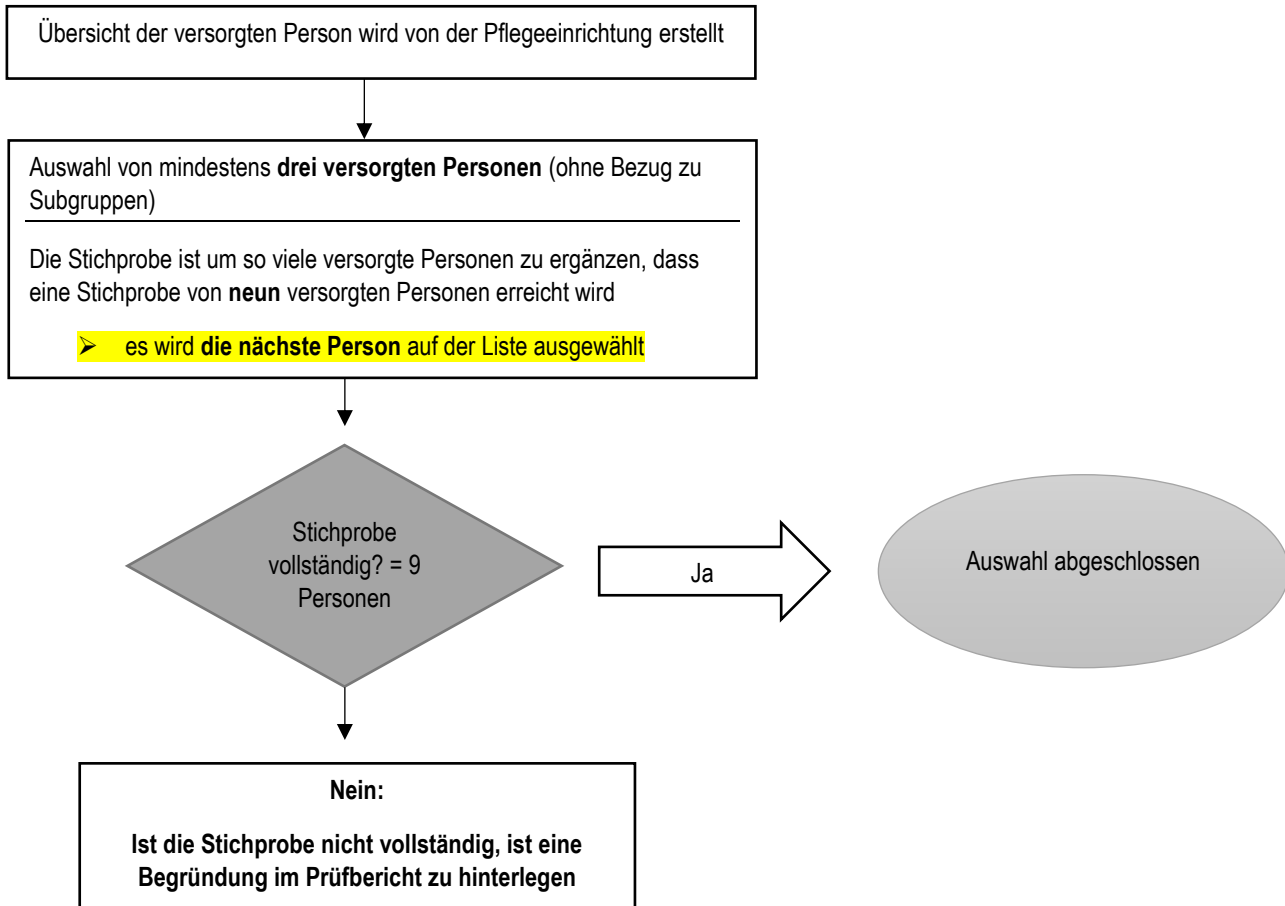 Übersicht der versorgten Person wird von der Pflegeeinrichtung erstellt
Auswahl von mindestens drei versorgten Personen (ohne Bezug zu
Subgruppen)
Die Stichprobe ist um so viele versorgte Personen zu ergänzen, dass
eine Stichprobe von neun versorgten Personen erreicht wird
➢ es wird die nächste Person auf der Liste ausgewählt
Stichprobe
vollständig? = 9
Personen
Ja
Auswahl abgeschlossen
Nein:
Ist die Stichprobe nicht vollständig, ist eine
Begründung im Prüfbericht zu hinterlegen